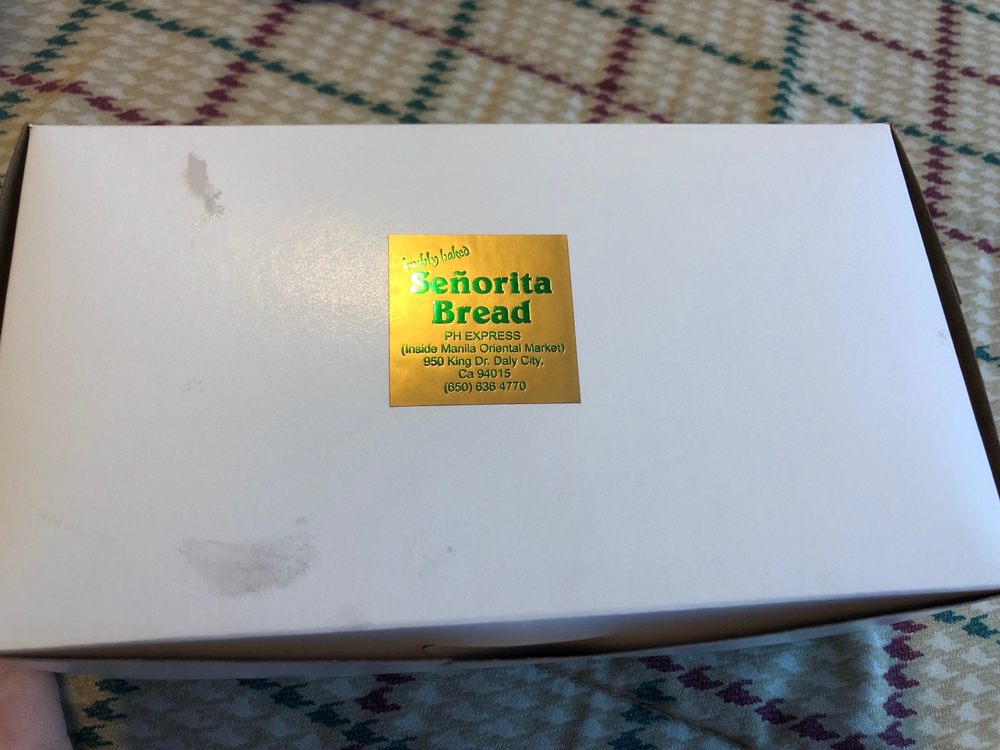 freshly baked
Señorita
Bread
PH EXPRESS
(Inside Manila Oriental Market)
950 King Dr. Daly City,
Ca 94015
(650) 636 4770